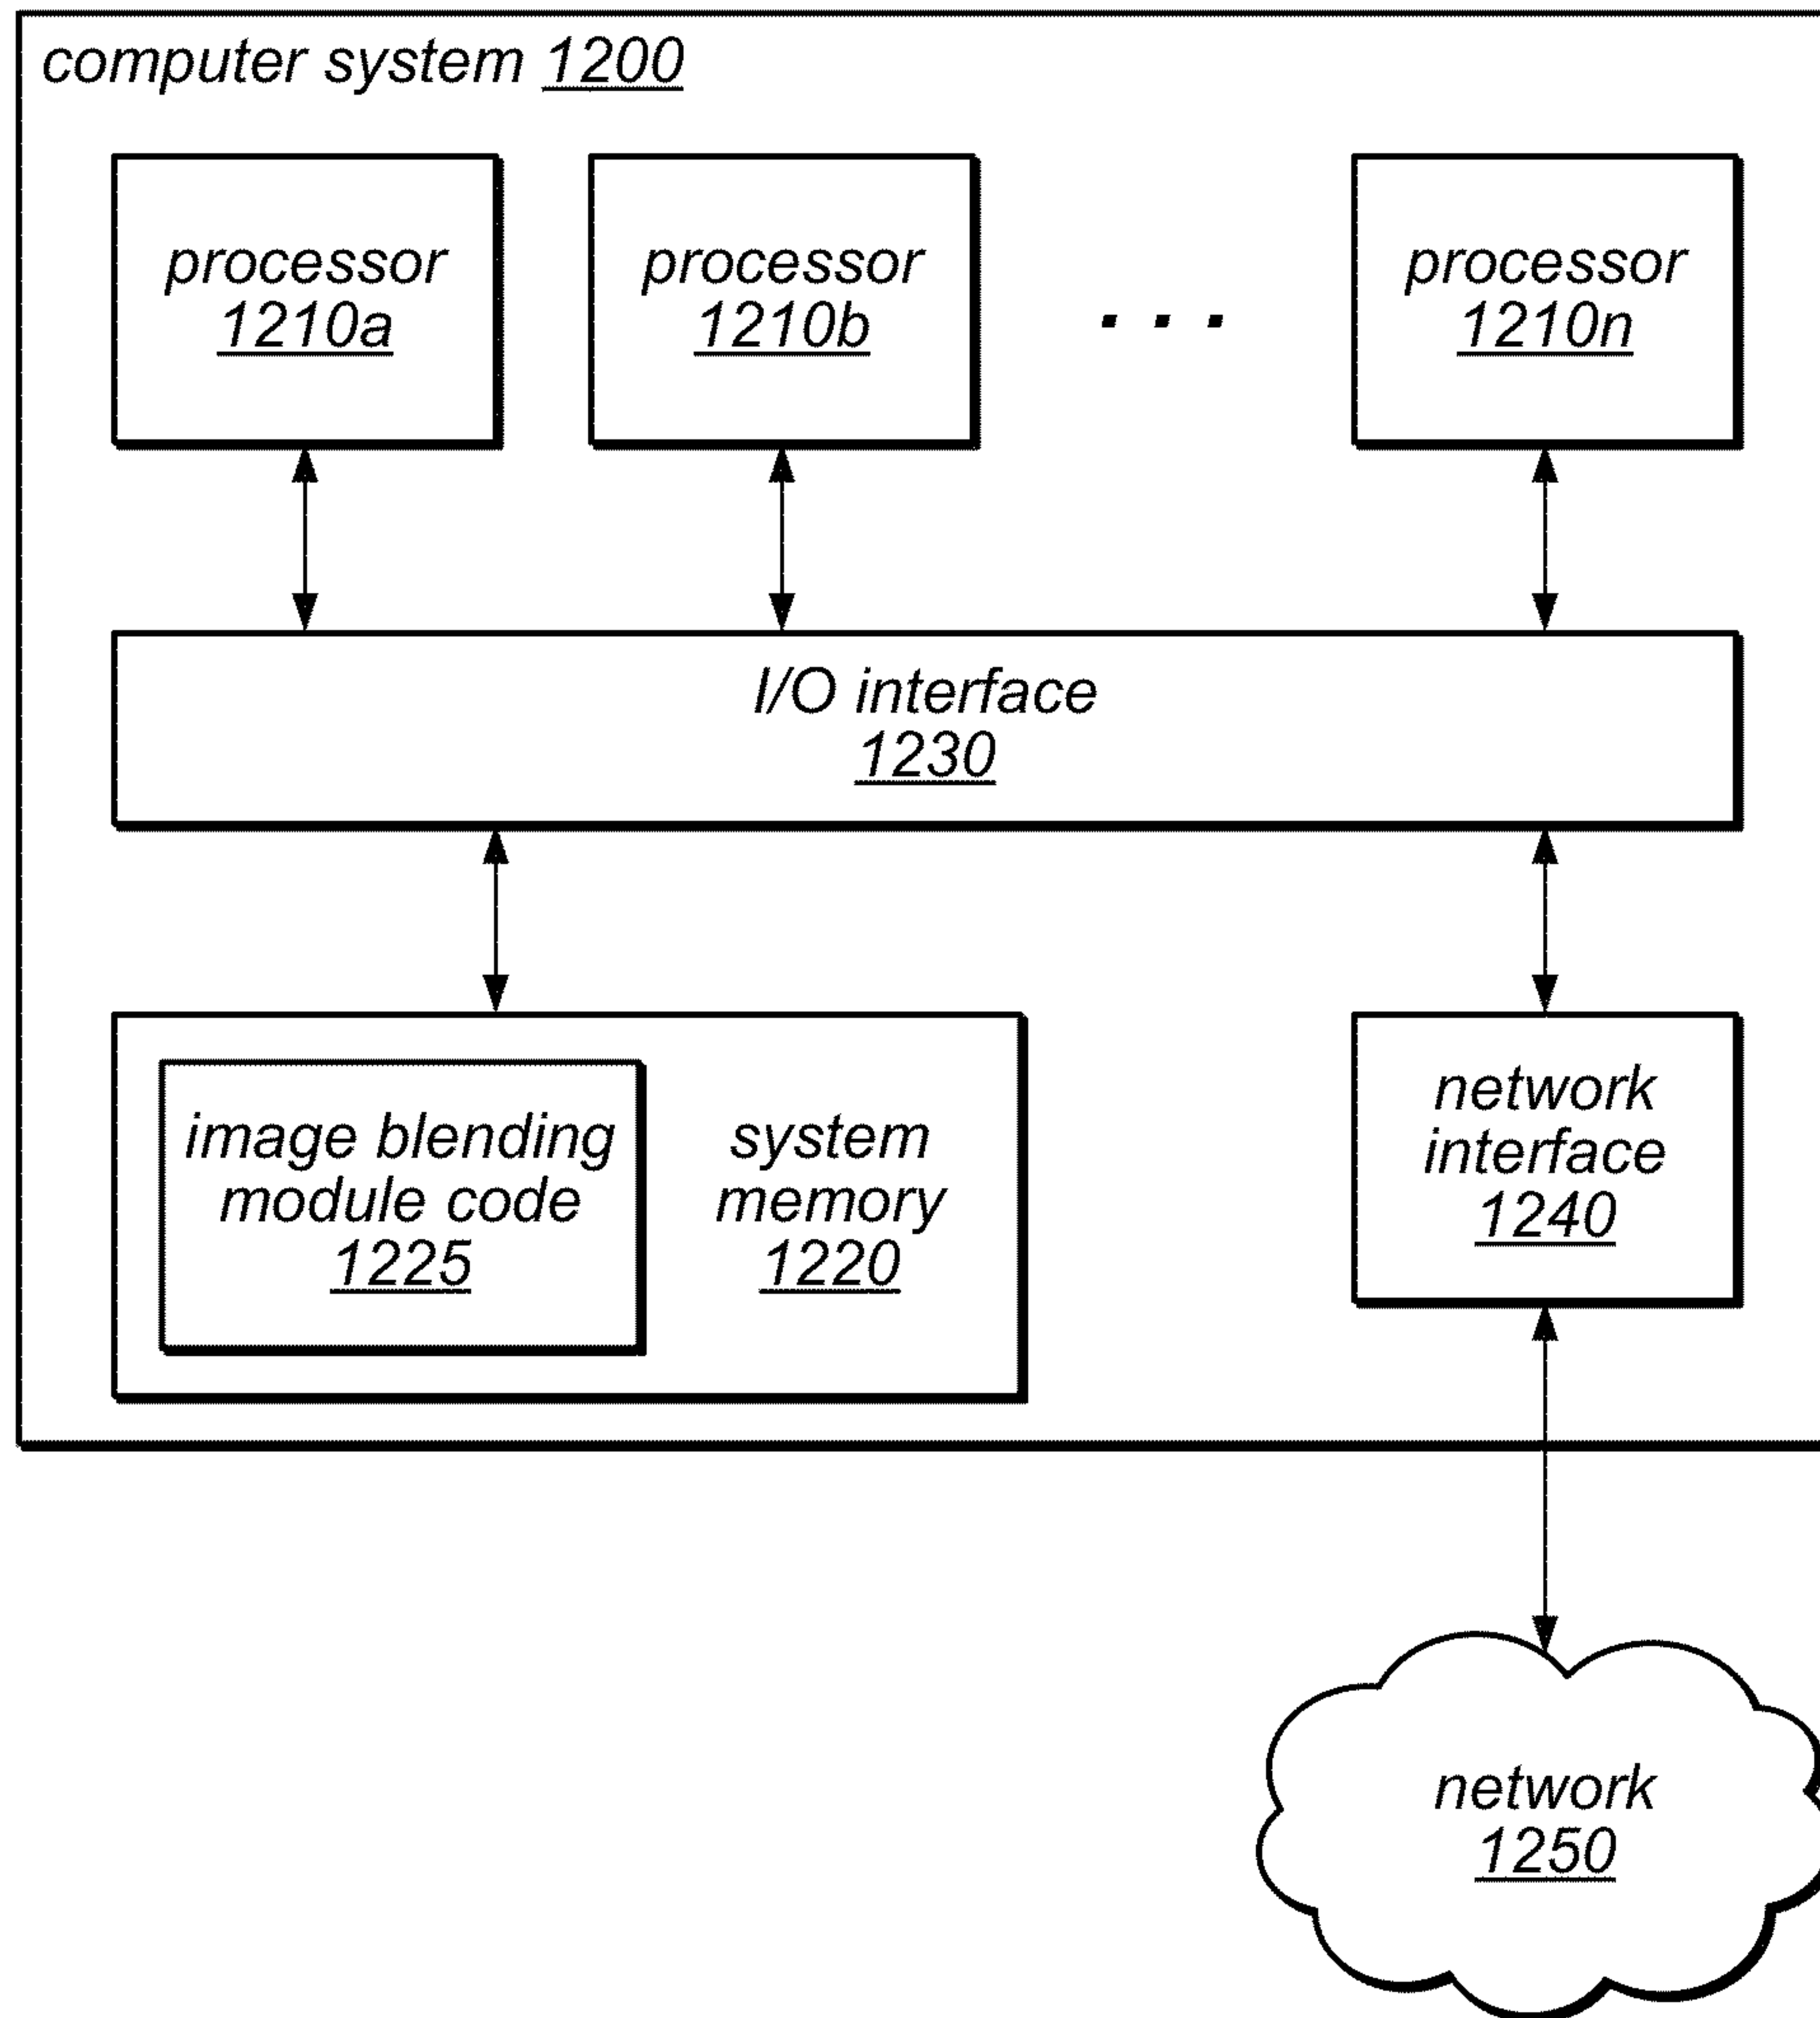 computer system 1200
processor
1210a
processor
1210b
. . .
processor
1210n
I/O interface
1230
image blending
module code
1225
system
memory
1220
network
interface
1240
network
1250